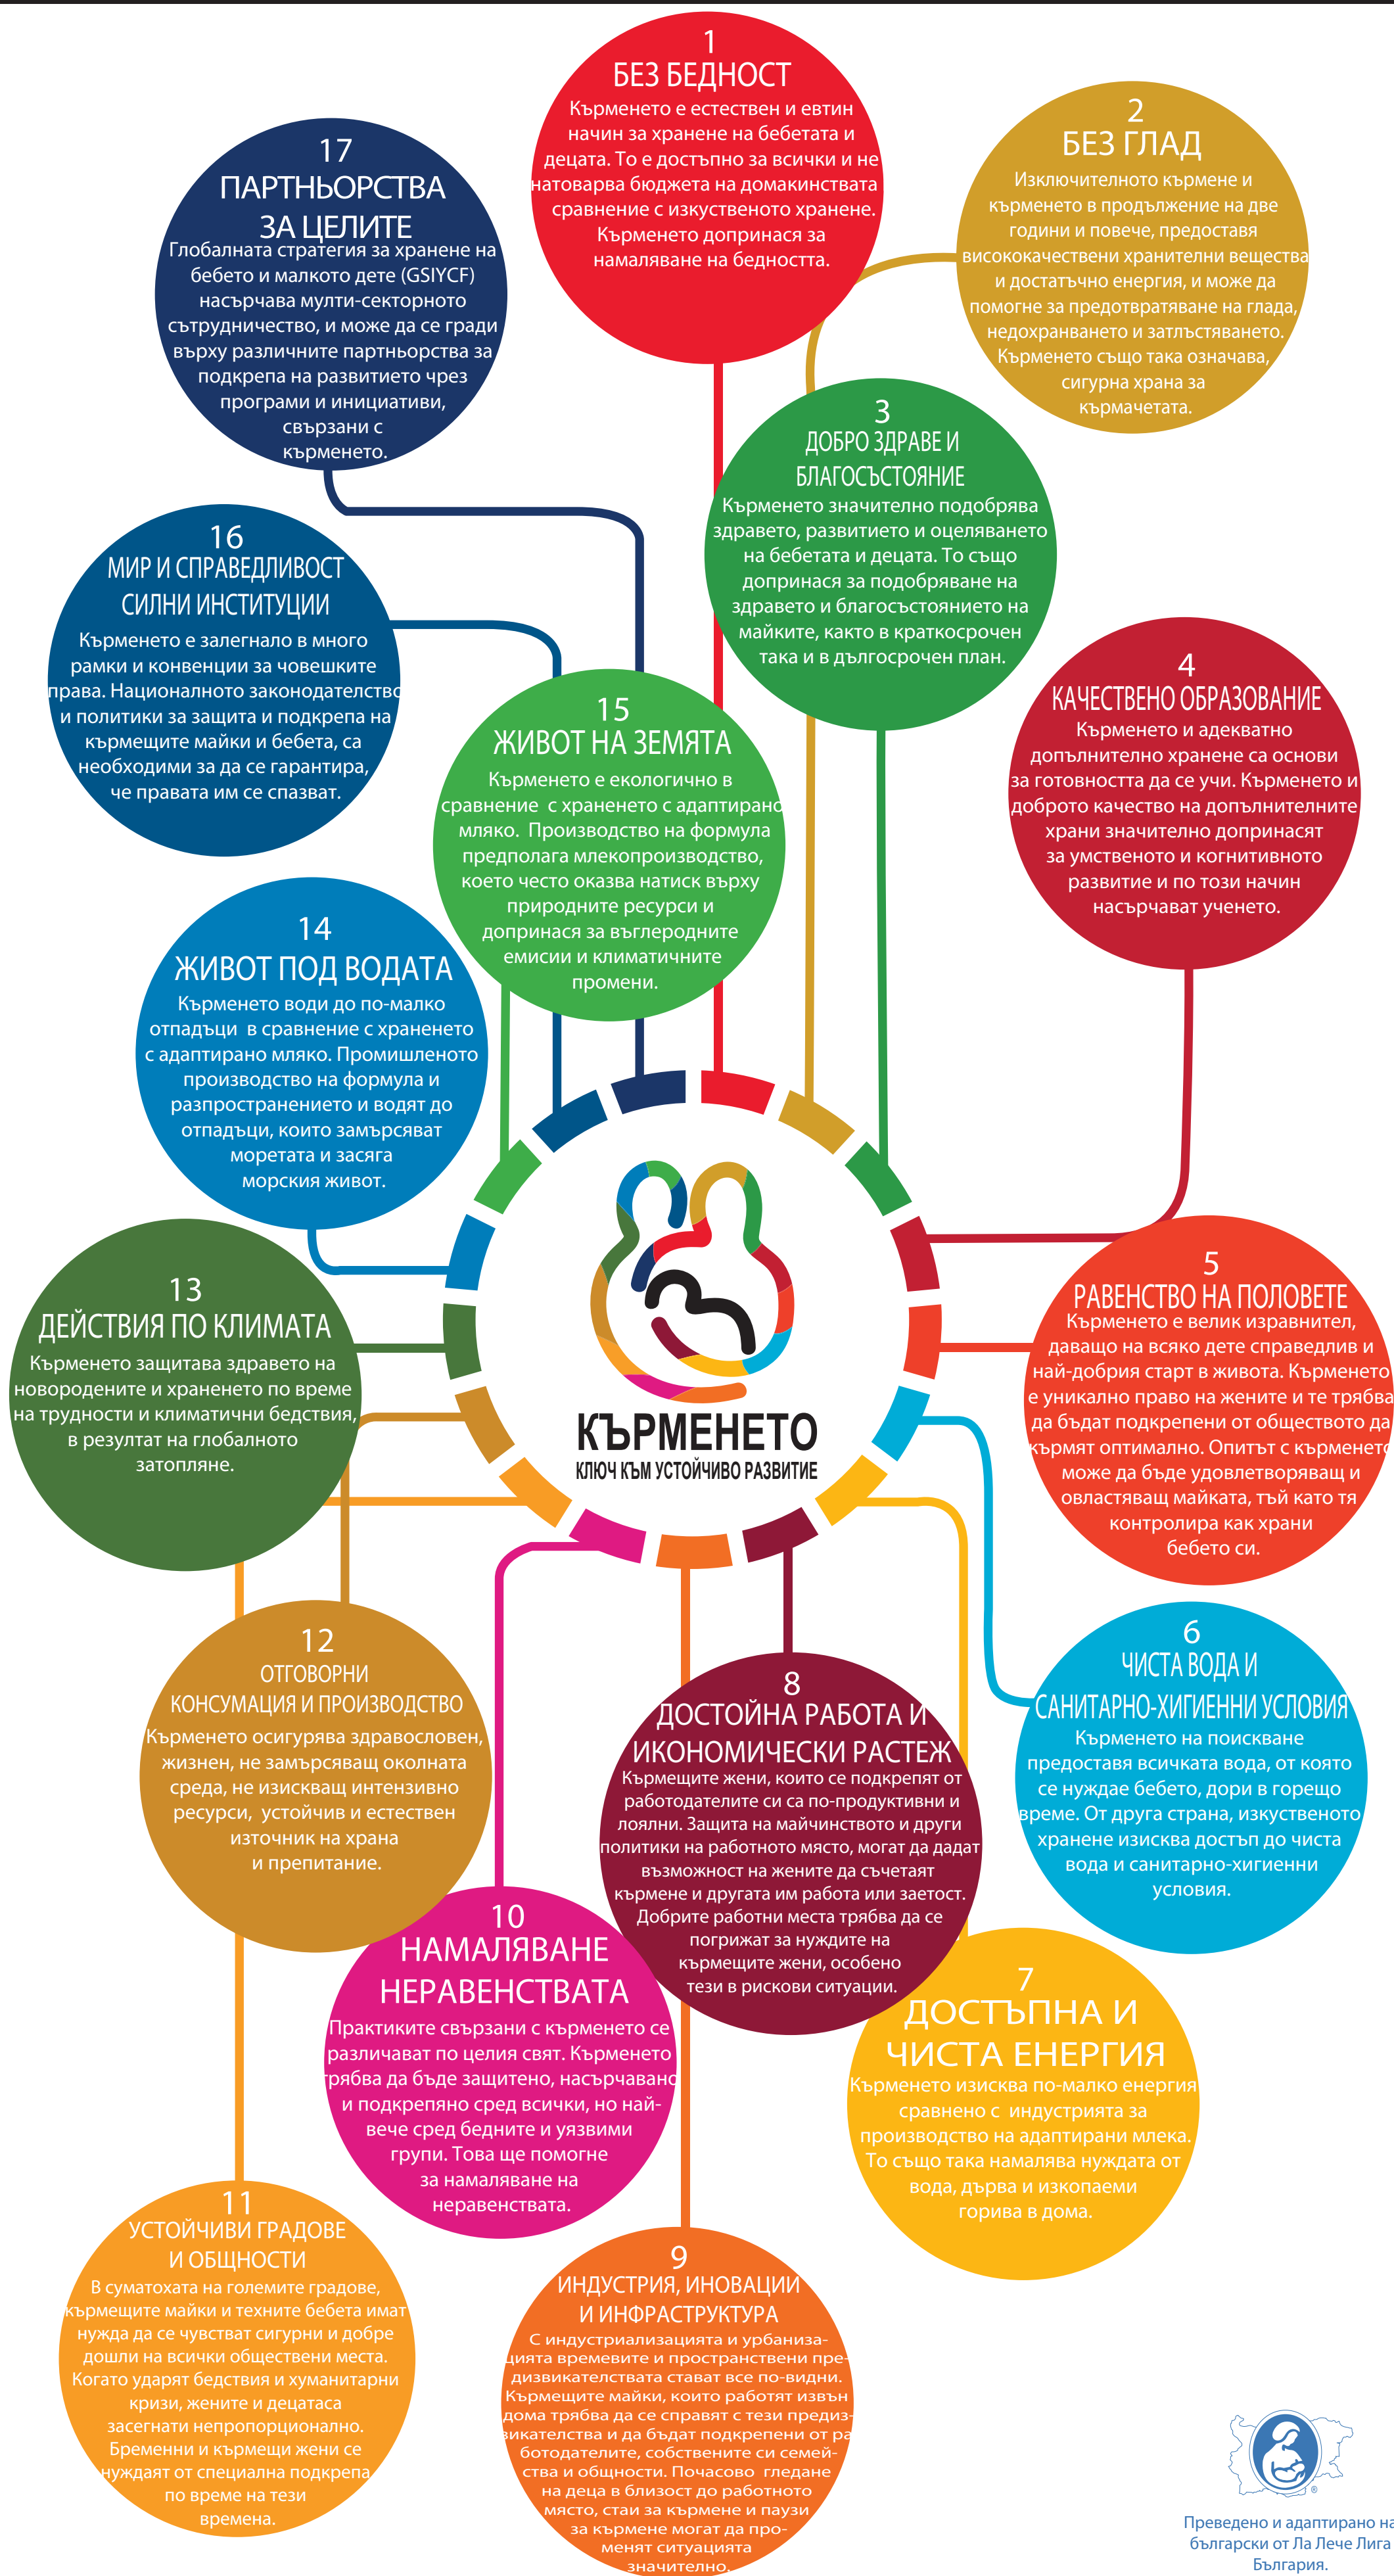 1
БЕЗ БЕДНОСТ
Кърменето е естествен и евтин
начин за хранене на бебетата и
децата. То е достъпно за всички и не
натоварва бюджета на домакинствата
сравнение с изкуственото хранене.
Кърменето допринася за
намаляване на бедността.
2
БЕЗ ГЛАД
Изключителното кърмене и
кърменето в продължение на две
години и повече, предоставя
висококачествени хранителни вещества
и достатъчно енергия, и може да
помогне за предотвратяване на глада,
недохранването и затлъстяването.
Кърменето също така означава,
сигурна храна за
кърмачетата.
17
ПАРТНЬОРСТВА
ЗА ЦЕЛИТЕ
Глобалната стратегия за хранене на
бебето и малкото дете (GSIYCF)
насърчава мулти-секторното
сътрудничество, и може да се гради
върху различните партньорства за
подкрепа на развитието чрез
програми и инициативи,
свързани с
кърменето.
3
ДОБРО ЗДРАВЕ И
БЛАГОСЪСТОЯНИЕ
Кърменето значително подобрява
здравето, развитието и оцеляването
на бебетата и децата. То също
допринася за подобряване на
здравето и благосъстоянието на
майките, както в краткосрочен
така и в дългосрочен план.
16
МИР И СПРАВЕДЛИВОСТ
СИЛНИ ИНСТИТУЦИИ
Кърменето е залегнало в много
рамки и конвенции за човешките
права. Националното законодателство
и политики за защита и подкрепа на
кърмещите майки и бебета, са
необходими за да се гарантира,
че правата им се спазват.
4
КАЧЕСТВЕНО ОБРАЗОВАНИЕ
Кърменето и адекватно
допълнително хранене са основи
за готовността да се учи. Кърменето и
доброто качество на допълнителните
храни значително допринасят
за умственото и когнитивното
развитие и по този начин
насърчават ученето.
15
ЖИВОТ НА ЗЕМЯТА
Кърменето е екологично в
сравнение  с храненето с адаптирано
мляко.  Производство на формула
предполага млекопроизводство,
което често оказва натиск върху
природните ресурси и
допринася за въглеродните
емисии и климатичните
промени.
14
ЖИВОТ ПОД ВОДАТА
Кърменето води до по-малко
отпадъци  в сравнение с храненето
с адаптирано мляко. Промишленото
производство на формула и
разпространението и водят до
отпадъци, които замърсяват
моретата и засяга
морския живот.
13
ДЕЙСТВИЯ ПО КЛИМАТА
Кърменето защитава здравето на
новородените и храненето по време
на трудности и климатични бедствия,
в резултат на глобалното
затопляне.
КЪРМЕНЕТО
КЛЮЧ КЪМ УСТОЙЧИВО РАЗВИТИЕ
5
РАВЕНСТВО НА ПОЛОВЕТЕ
Кърменето е велик изравнител,
даващо на всяко дете справедлив и
най-добрия старт в живота. Кърменето
е уникално право на жените и те трябва
да бъдат подкрепени от обществото да
кърмят оптимално. Опитът с кърменето
може да бъде удовлетворяващ и
овластяващ майката, тъй като тя
контролира как храни
бебето си.
12
ОТГОВОРНИ
КОНСУМАЦИЯ И ПРОИЗВОДСТВО
Кърменето осигурява здравословен,
жизнен, не замърсяващ околната
среда, не изискващ интензивно
ресурси,  устойчив и естествен
източник на храна
и препитание.
6
ЧИСТА ВОДА И
САНИТАРНО-ХИГИЕННИ УСЛОВИЯ
Кърменето на поискване
предоставя всичката вода, от която
се нуждае бебето, дори в горещо
време. От друга страна, изкуственото
хранене изисква достъп до чиста
вода и санитарно-хигиенни
условия.
8
ДОСТОЙНА РАБОТА И
ИКОНОМИЧЕСКИ РАСТЕЖ
Кърмещите жени, които се подкрепят от
работодателите си са по-продуктивни и
лоялни. Защита на майчинството и други
политики на работното място, могат да дадат
възможност на жените да съчетаят
кърмене и другата им работа или заетост.
Добрите работни места трябва да се
погрижат за нуждите на
кърмещите жени, особено
тези в рискови ситуации.
10
НАМАЛЯВАНЕ
НЕРАВЕНСТВАТА
Практиките свързани с кърменето се
различават по целия свят. Кърменето
трябва да бъде защитено, насърчавано
и подкрепяно сред всички, но най-
вече сред бедните и уязвими
групи. Това ще помогне
за намаляване на
неравенствата.
7
ДОСТЪПНА И
ЧИСТА ЕНЕРГИЯ
Кърменето изисква по-малко енергия
сравнено с  индустрията за
производство на адаптирани млека.
То също така намалява нуждата от
вода, дърва и изкопаеми
горива в дома.
11
УСТОЙЧИВИ ГРАДОВЕ
И ОБЩНОСТИ
В суматохата на големите градове,
кърмещите майки и техните бебета имат
нужда да се чувстват сигурни и добре
дошли на всички обществени места.
Когато ударят бедствия и хуманитарни
кризи, жените и децатаса
засегнати непропорционално.
Бременни и кърмещи жени се
нуждаят от специална подкрепа
по време на тези
времена.
9
ИНДУСТРИЯ, ИНОВАЦИИ
И ИНФРАСТРУКТУРА
С индустриализацията и урбаниза-
цията времевите и пространствени пре-
дизвикателствата стават все по-видни.
Кърмещите майки, които работят извън
дома трябва да се справят с тези предиз-
викателства и да бъдат подкрепени от ра
ботодателите, собствените си семей-
ства и общности. Почасово  гледане
на деца в близост до работното
място, стаи за кърмене и паузи
за кърмене могат да про-
менят ситуацията
значително.
®
Преведено и адаптирано на
български от Ла Лече Лига
България.